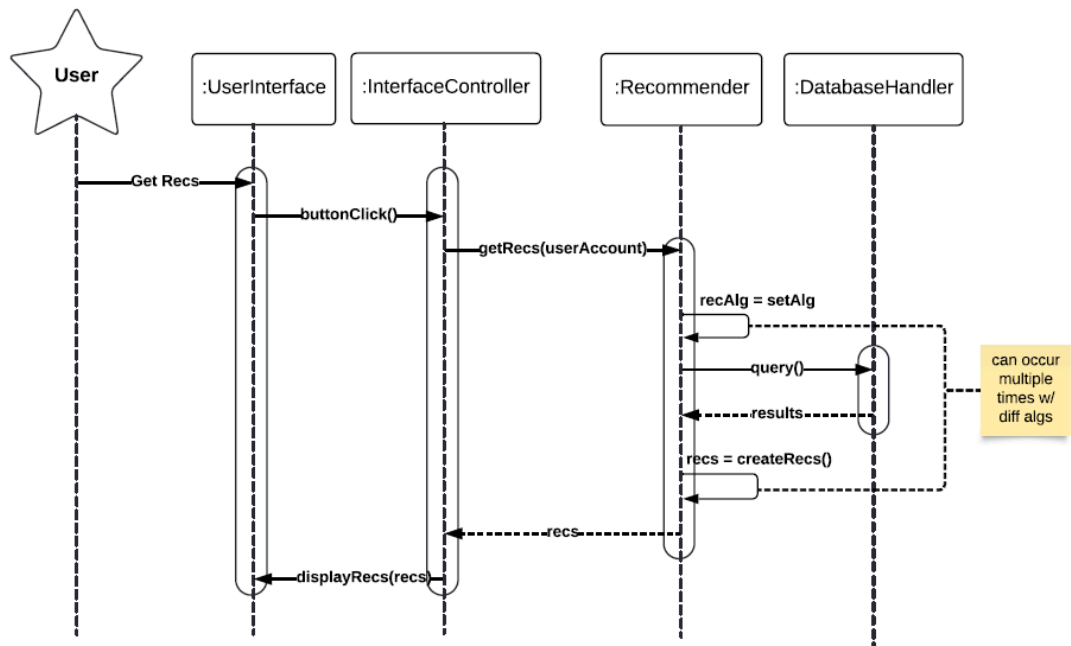 User
:UserInterface
:InterfaceController
:Recommender
:DatabaseHandler
Get Recs
buttonClick()
getRecs(userAccount)
recAlg = setAlg
query()
results
recs = createRecs()
recs
displayRecs(recs)
can occur
multiple
times w/
diff algs